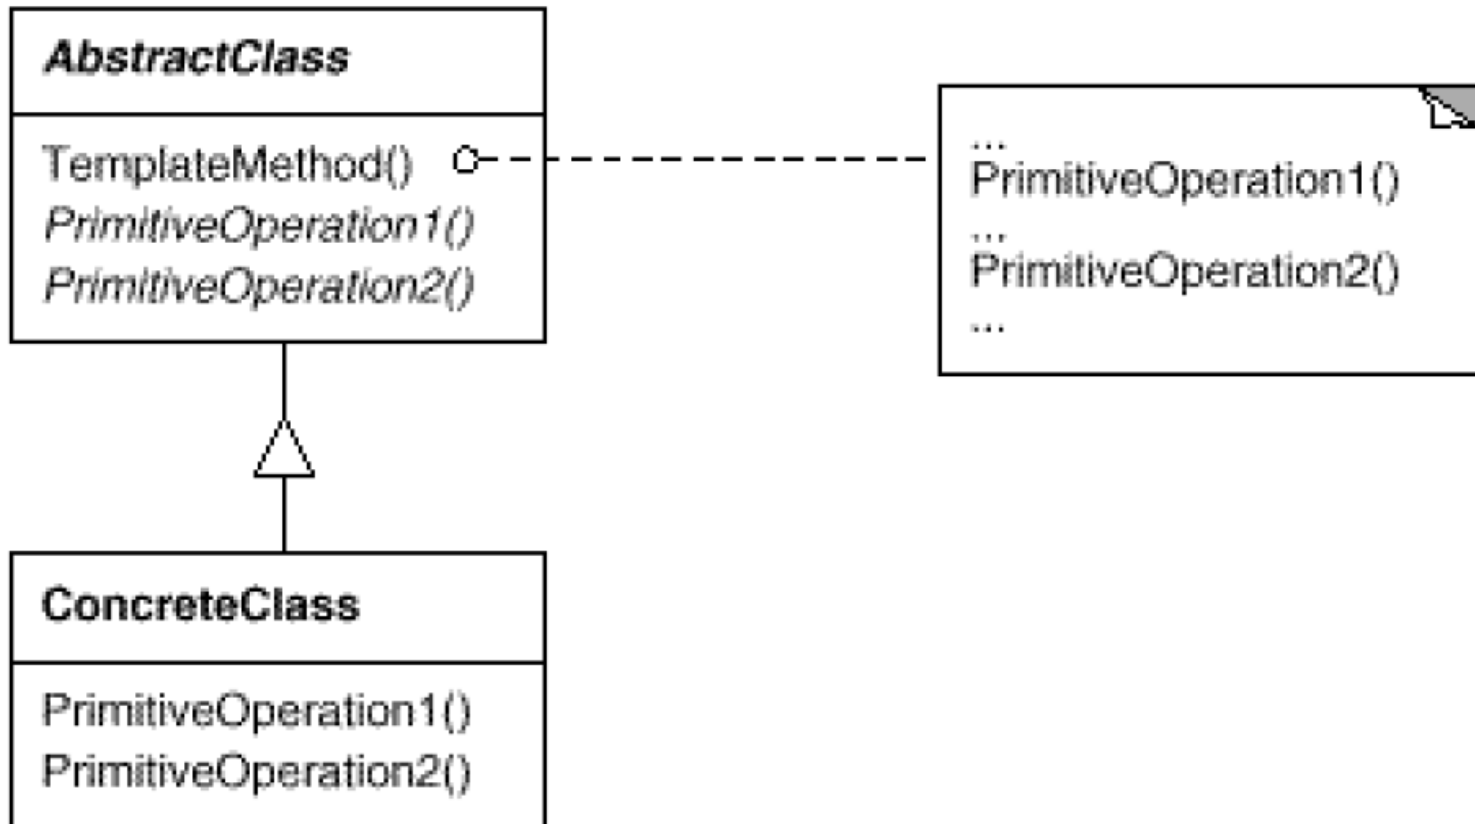 AbstractClass
TemplateMethod()
PrimitiveOperation1()
PrimitiveOperation2()
...
PrimitiveOperation1()
...
PrimitiveOperation2()
...
ConcreteClass
PrimitiveOperation1()
PrimitiveOperation2()